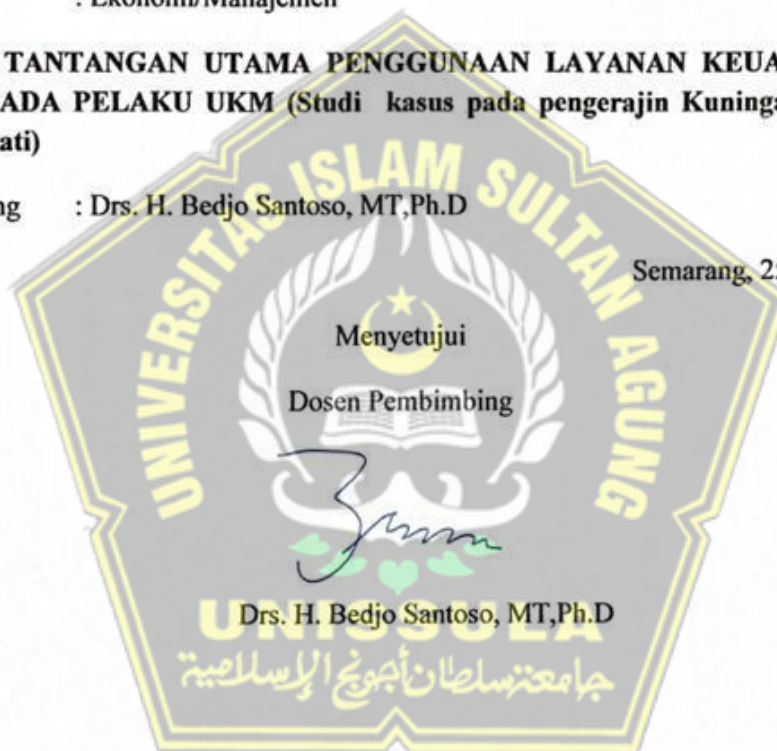 : Ekonomi/Manajemen
TANTANGAN UTAMA PENGGUNAAN LAYANAN KEUA
ADA PELAKU UKM (Studi kasus pada pengerajin Kuninga
ati)
ng : Drs. H. Bedjo Santoso, MT,Ph.D
Semarang, 2
Menyetujui
Dosen Pembimbing
Drs. H. Bedjo Santoso, MT,Ph.D
UNIVERSITAS ISLAM SULTAN AGUNG
UNISSULA
جامعة سلطان أجونج الإسلامية